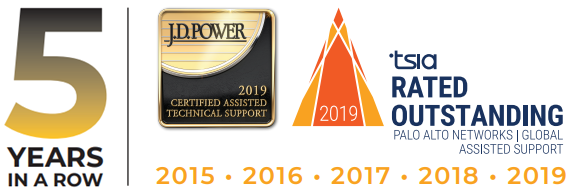 5
YEARS
IN A ROW
J.D.POWER
2019
CERTIFIED ASSISTED
TECHNICAL SUPPORT
2019
tsia
RATED
OUTSTANDING
PALO ALTO NETWORKS | GLOBAL
ASSISTED SUPPORT
2015 • 2016 • 2017 • 2018 • 2019